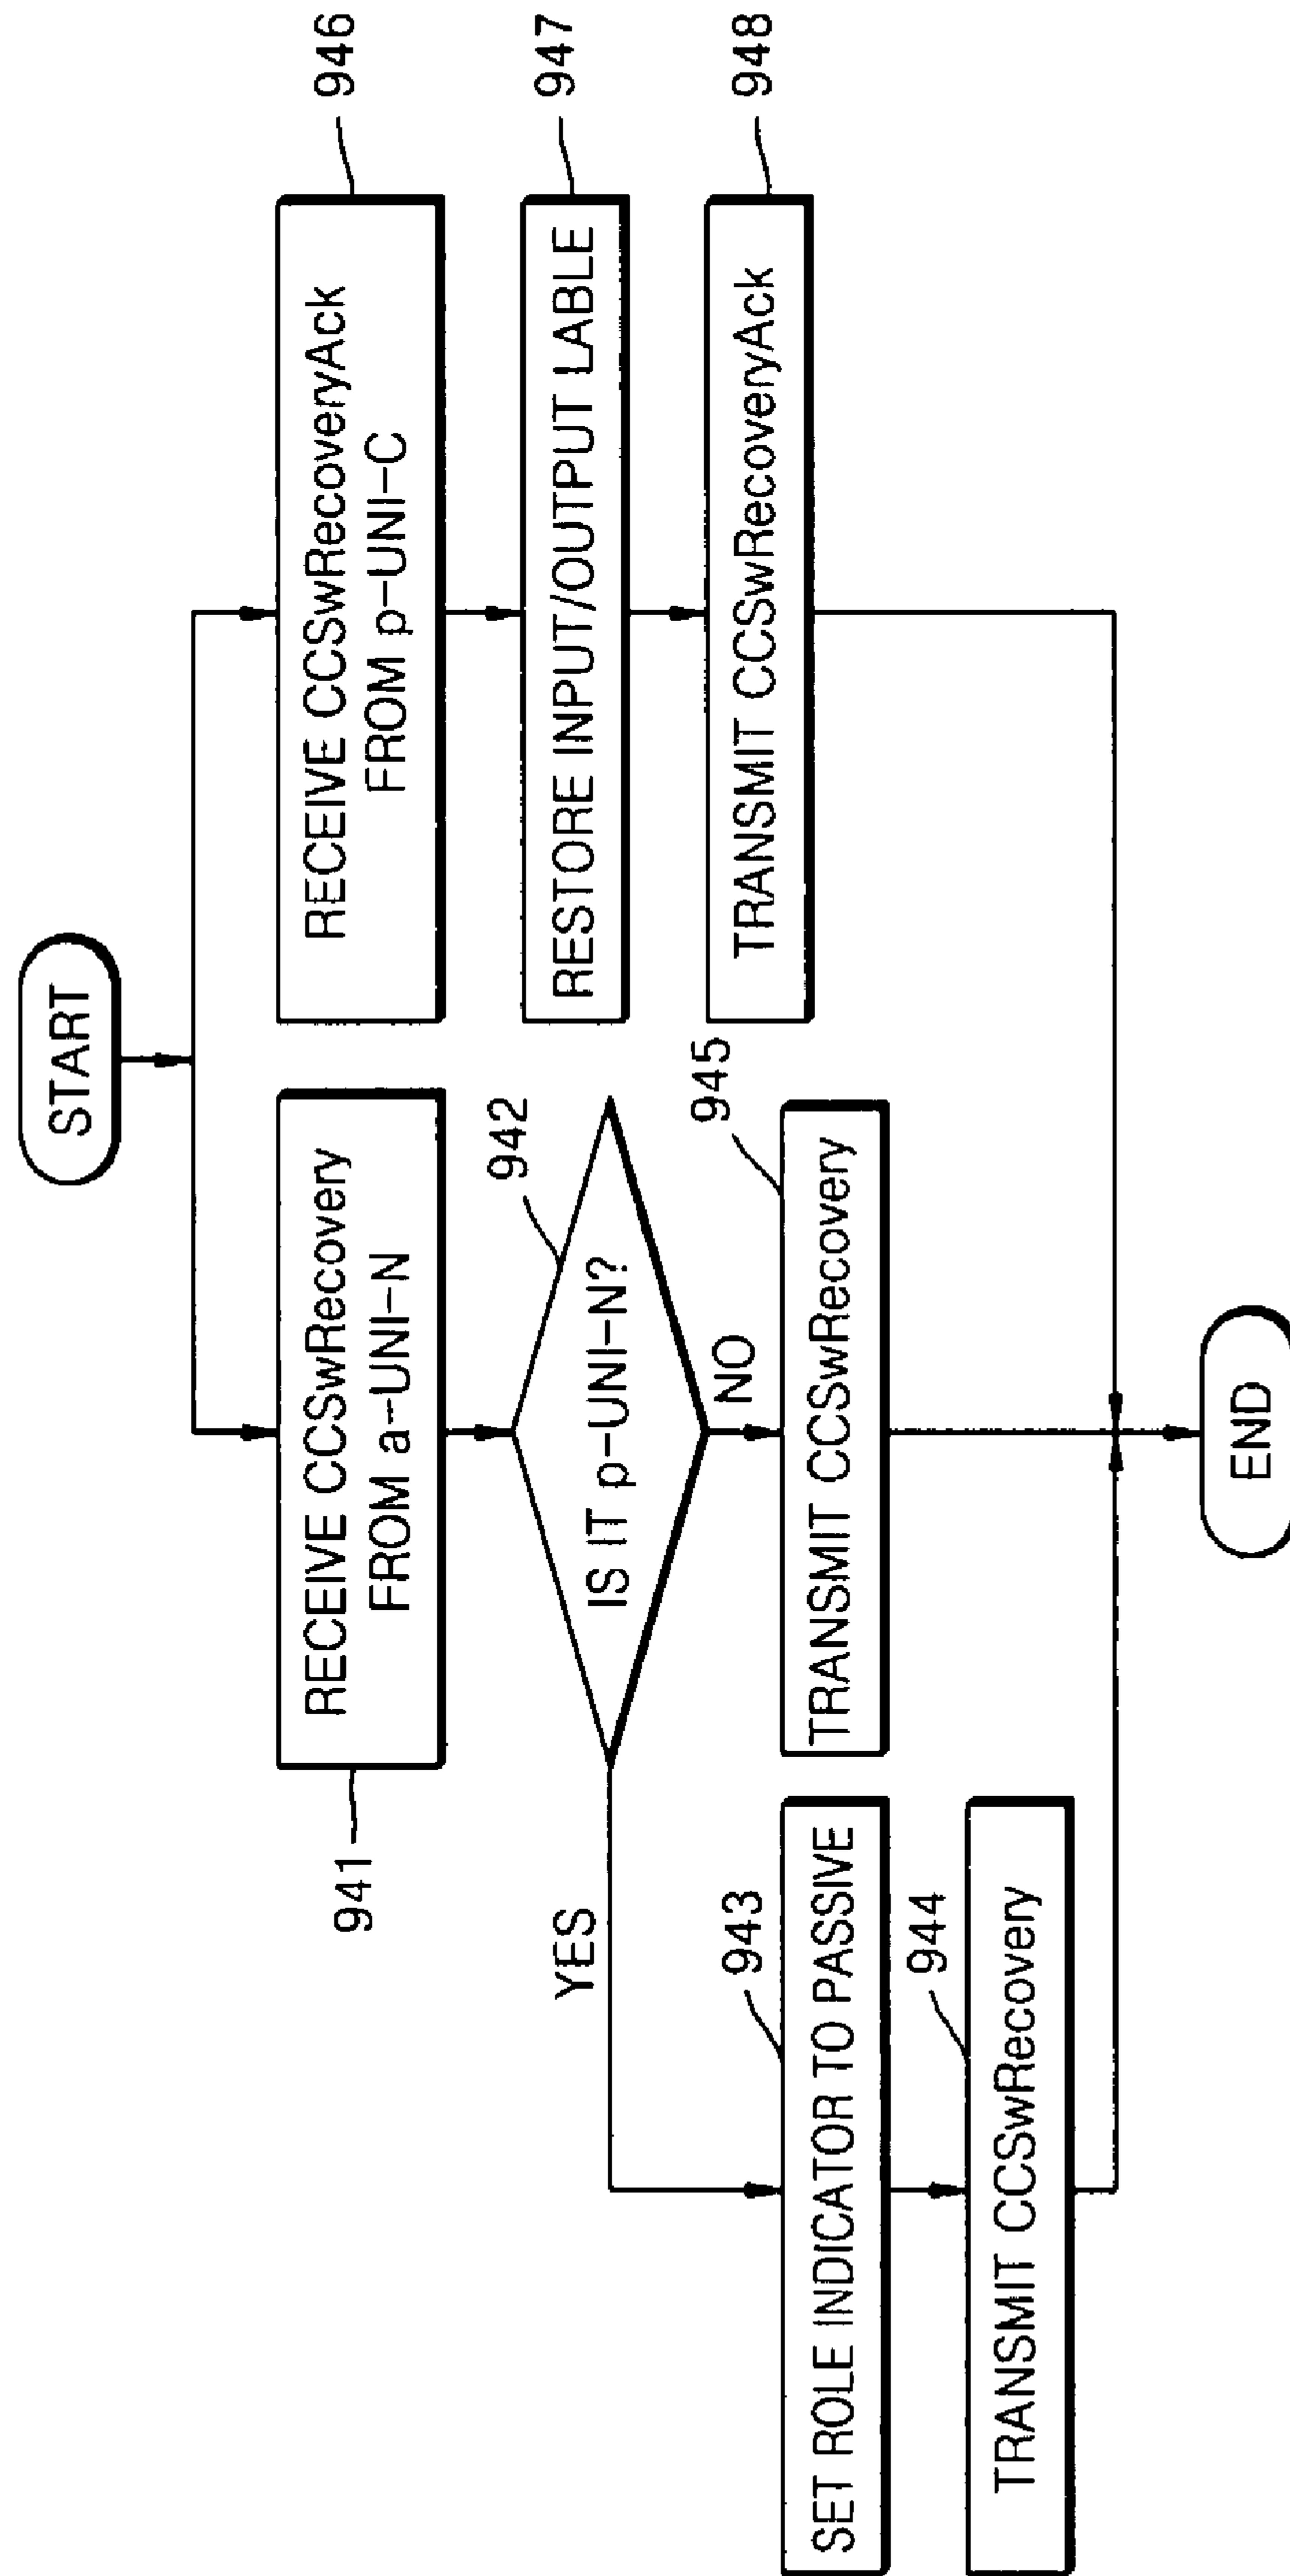 START
RECEIVE CCSwRecovery
FROM a-UNI-N
941
IS IT p-UNI-N?
942
YES
NO
SET ROLE INDICATOR TO PASSIVE
943
TRANSMIT CCSwRecovery
944
TRANSMIT CCSwRecovery
945
RECEIVE CCSwRecoveryAck
FROM p-UNI-C
946
RESTORE INPUT/OUTPUT LABLE
947
TRANSMIT CCSwRecoveryAck
948
END